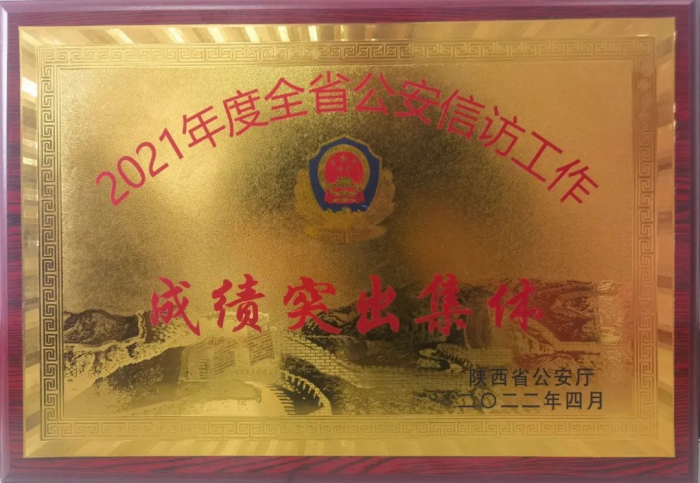 2021年度全省公安信访工作
成绩突出集体
陕西省公安厅
二〇二二年四月